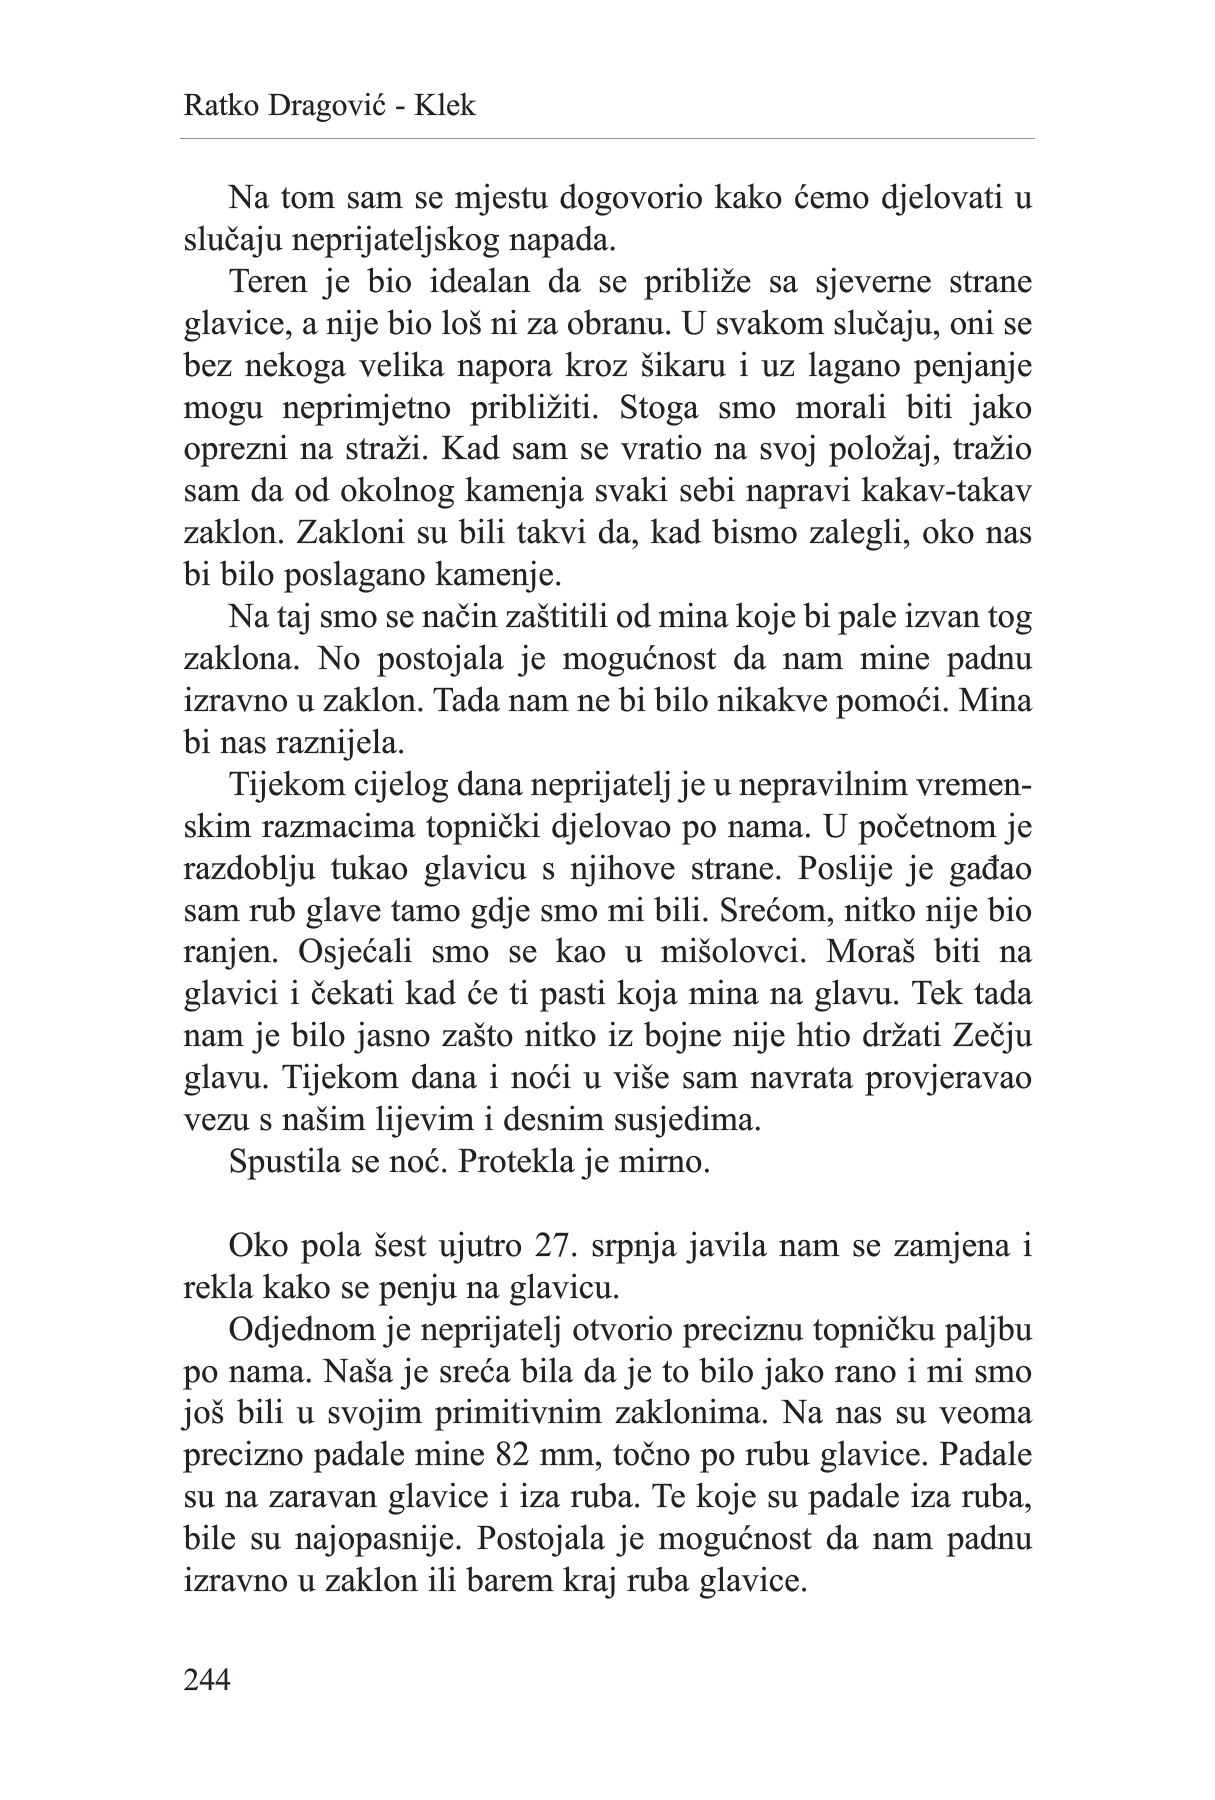 Ratko Dragović - Klek
Na tom sam se mjestu dogovorio kako ćemo djelovati u
slučaju neprijateljskog napada.
Teren je bio idealan da se približe sa sjeverne strane
glavice, a nije bio loš ni za obranu. U svakom slučaju, oni se
bez nekoga velika napora kroz šikaru i uz lagano penjanje
mogu neprimjetno približiti. Stoga smo morali biti jako
oprezni na straži. Kad sam se vratio na svoj položaj, tražio
sam da od okolnog kamenja svaki sebi napravi kakav-takav
zaklon. Zakloni su bili takvi da, kad bismo zalegli, oko nas
bi bilo poslagano kamenje.
Na taj smo se način zaštitili od mina koje bi pale izvan tog
zaklona. No postojala je mogućnost da nam mine padnu
izravno u zaklon. Tada nam ne bi bilo nikakve pomoći. Mina
bi nas raznijela.
Tijekom cijelog dana neprijatelj je u nepravilnim vremen-
skim razmacima topnički djelovao po nama. U početnom je
razdoblju tukao glavicu s njihove strane. Poslije je gađao
sam rub glave tamo gdje smo mi bili. Srećom, nitko nije bio
ranjen. Osjećali smo se kao u mišolovci. Moraš biti na
glavici i čekati kad će ti pasti koja mina na glavu. Tek tada
nam je bilo jasno zašto nitko iz bojne nije htio držati Zečju
glavu. Tijekom dana i noći u više sam navrata provjeravao
vezu s našim lijevim i desnim susjedima.
Spustila se noć. Protekla je mirno.
Oko pola šest ujutro 27. srpnja javila nam se zamjena i
rekla kako se penju na glavicu.
Odjednom je neprijatelj otvorio preciznu topničku paljbu
po nama. Naša je sreća bila da je to bilo jako rano i mi smo
još bili u svojim primitivnim zaklonima. Na nas su veoma
precizno padale mine 82 mm, točno po rubu glavice. Padale
su na zaravan glavice i iza ruba. Te koje su padale iza ruba,
bile su najopasnije. Postojala je mogućnost da nam padnu
izravno u zaklon ili barem kraj ruba glavice.
244